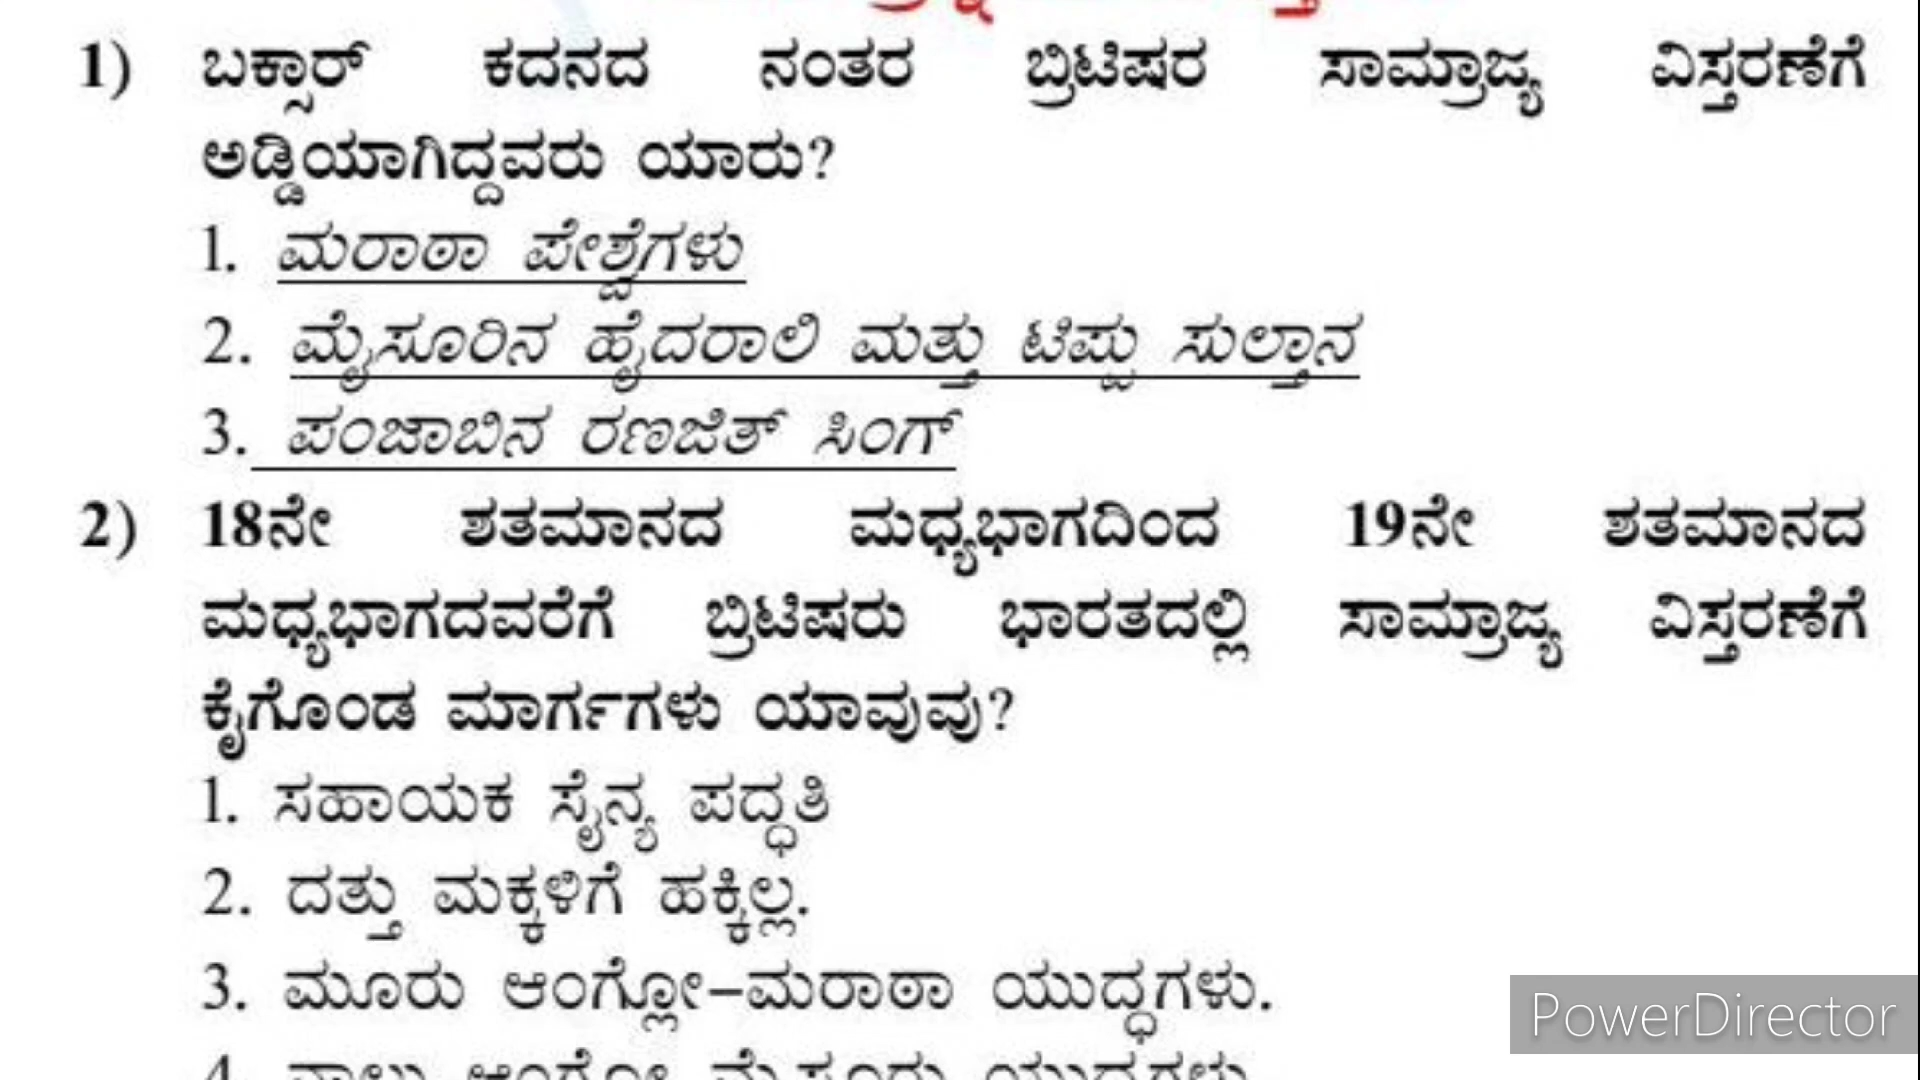 1) ಬಕ್ಸಾರ್ ಕದನದ ನಂತರ ಬ್ರಿಟಿಷರ ಸಾಮ್ರಾಜ್ಯ ವಿಸ್ತರಣೆಗೆ
ಅಡ್ಡಿಯಾಗಿದ್ದವರು ಯಾರು?
1. ಮರಾಠಾ ಪೇಶ್ವೆಗಳು
2. ಮೈಸೂರಿನ ಹೈದರಾಲಿ ಮತ್ತು ಟಿಪ್ಪು ಸುಲ್ತಾನ
3. ಪಂಜಾಬಿನ ರಣಜಿತ್ ಸಿಂಗ್
2) 18ನೇ ಶತಮಾನದ ಮಧ್ಯಭಾಗದಿಂದ 19ನೇ ಶತಮಾನದ
ಮಧ್ಯಭಾಗದವರೆಗೆ ಬ್ರಿಟಿಷರು ಭಾರತದಲ್ಲಿ ಸಾಮ್ರಾಜ್ಯ ವಿಸ್ತರಣೆಗೆ
ಕೈಗೊಂಡ ಮಾರ್ಗಗಳು ಯಾವುವು?
1. ಸಹಾಯಕ ಸೈನ್ಯ ಪದ್ಧತಿ
2. ದತ್ತು ಮಕ್ಕಳಿಗೆ ಹಕ್ಕಿಲ್ಲ.
3. ಮೂರು ಆಂಗ್ಲೋ–ಮರಾಠಾ ಯುದ್ಧಗಳು.
PowerDirector